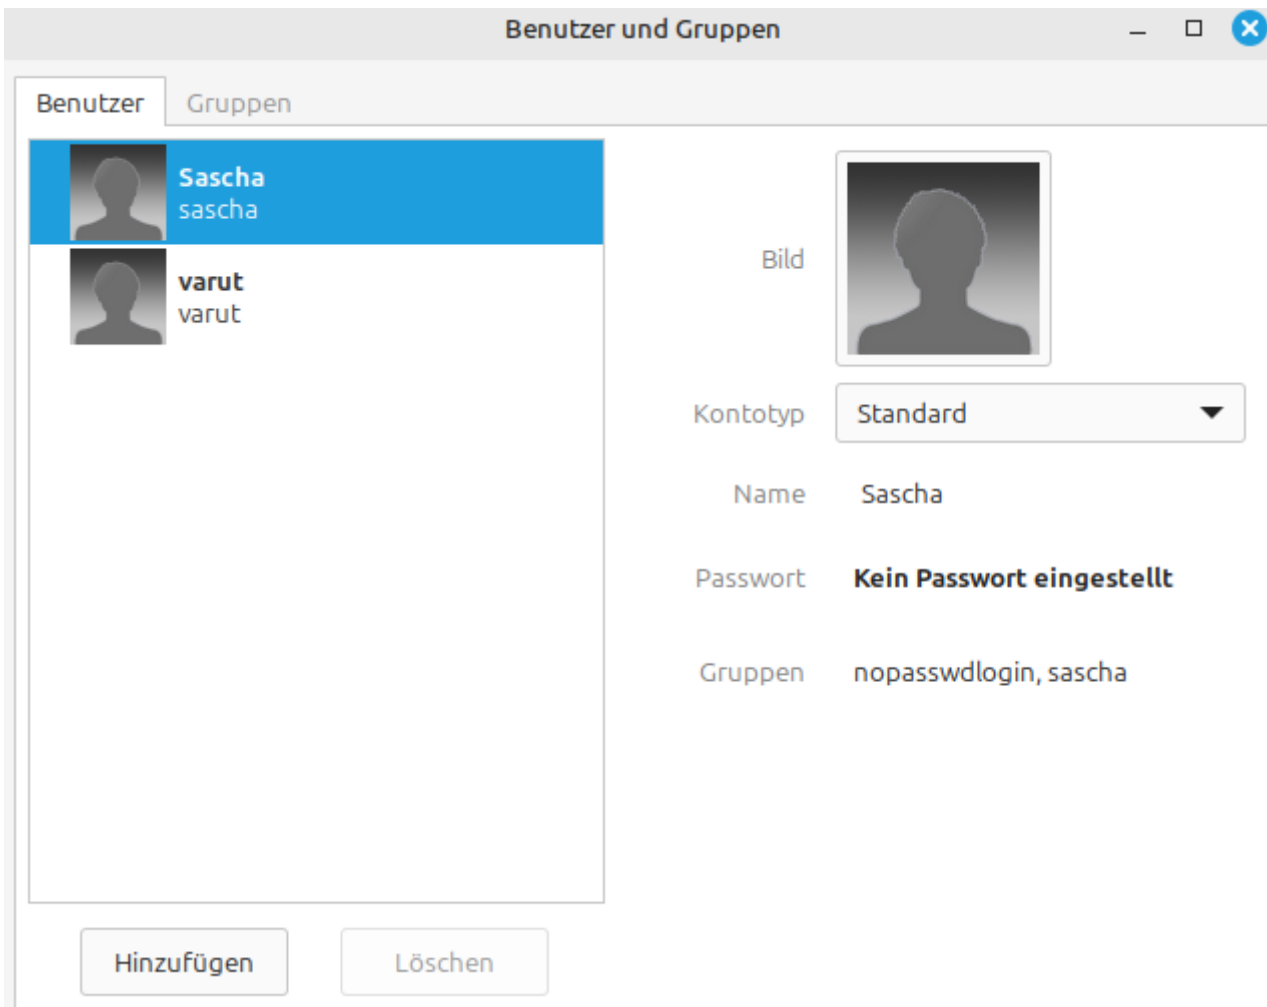 Benutzer und Gruppen
Benutzer
Gruppen
Sascha
sascha
varut
varut
Bild
Kontotyp
Standard
Name
Sascha
Passwort
Kein Passwort eingestellt
Gruppen
nopasswdlogin, sascha
Hinzufügen
Löschen